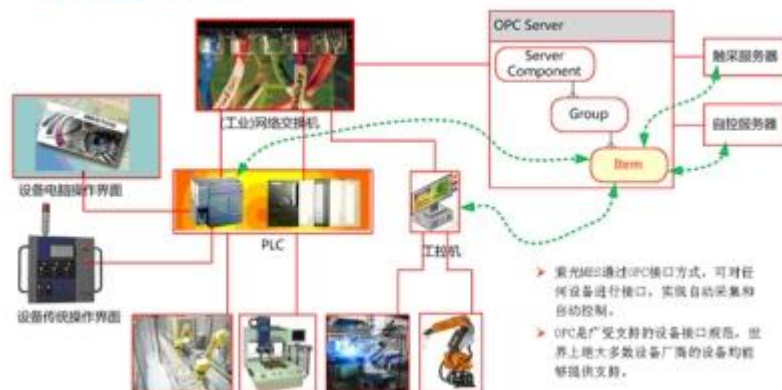 OPC Server
Server
Component
Group
Item
触采服务器
自控服务器
(工业)网络交换机
设备电脑操作界面
PLC
工控机
设备传统操作界面
MES通过OPC接口方式，可对任
何设备进行接口，实现自动采集和
自动控制。
OPC是广受支持的设备接口规范，世
界上绝大多数设备厂商的设备均能
够提供支持。